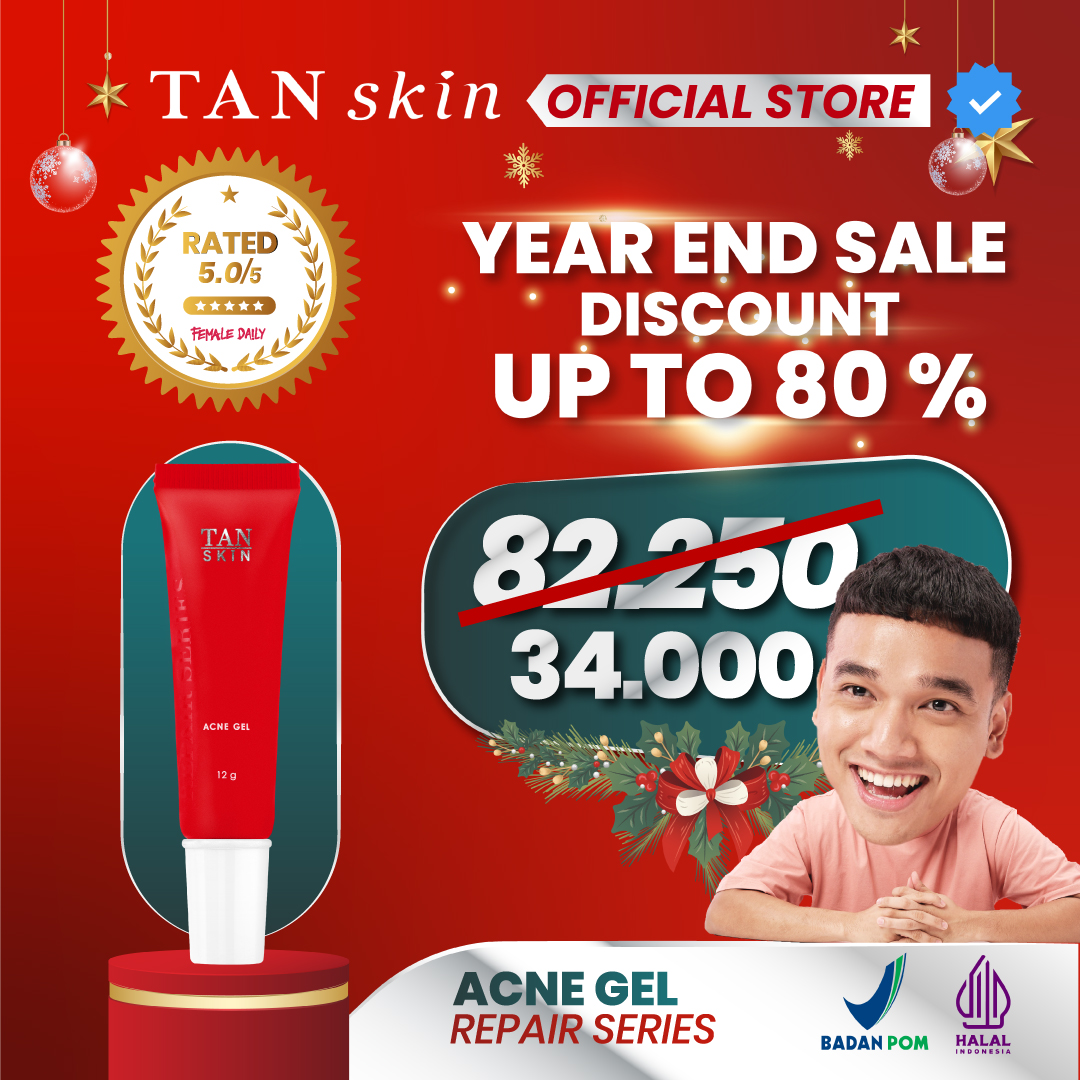 TAN skin OFFICIAL STORE
RATED
5.0/5
FEMALE DAILY
YEAR END SALE
DISCOUNT
UP TO 80 %
82.250
34.000
TAN
SKIN
ACNE GEL
12 g
ACNE GEL
REPAIR SERIES
BADAN POM
HALAL
INDONESIA